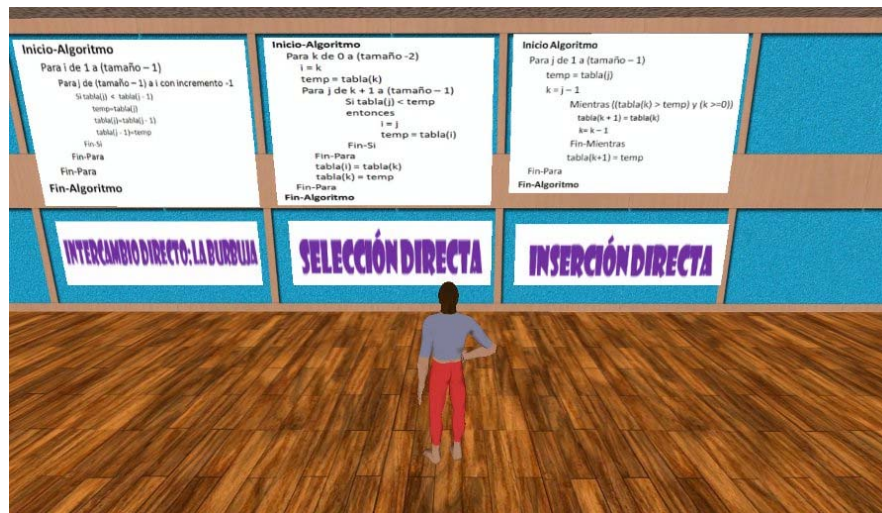 Inicio-Algoritmo
Para i de 1 a (tamaño – 1)
Para j de (tamaño – 1) a i con incremento -1
Si tabla(j) < tabla(j - 1)
temp=tabla(j)
tabla(j)=tabla(j - 1)
tabla(j - 1)=temp
Fin-Si
Fin-Para
Fin-Para
Fin-Algoritmo
INTERCAMBIO DIRECTO: LA BURBUJA
Inicio-Algoritmo
Para k de 0 a (tamaño -2)
i = k
temp = tabla(k)
Para j de k + 1 a (tamaño – 1)
Si tabla(j) < temp
entonces
i = j
temp = tabla(i)
Fin-Si
Fin-Para
tabla(i) = tabla(k)
tabla(k) = temp
Fin-Para
Fin-Algoritmo
SELECCIÓN DIRECTA
Inicio Algoritmo
Para j de 1 a (tamaño – 1)
temp = tabla(j)
k = j – 1
Mientras ((tabla(k) > temp) y (k >=0))
tabla(k + 1) = tabla(k)
k= k – 1
Fin-Mientras
tabla(k+1) = temp
Fin-Para
Fin-Algoritmo
INSERCIÓN DIRECTA